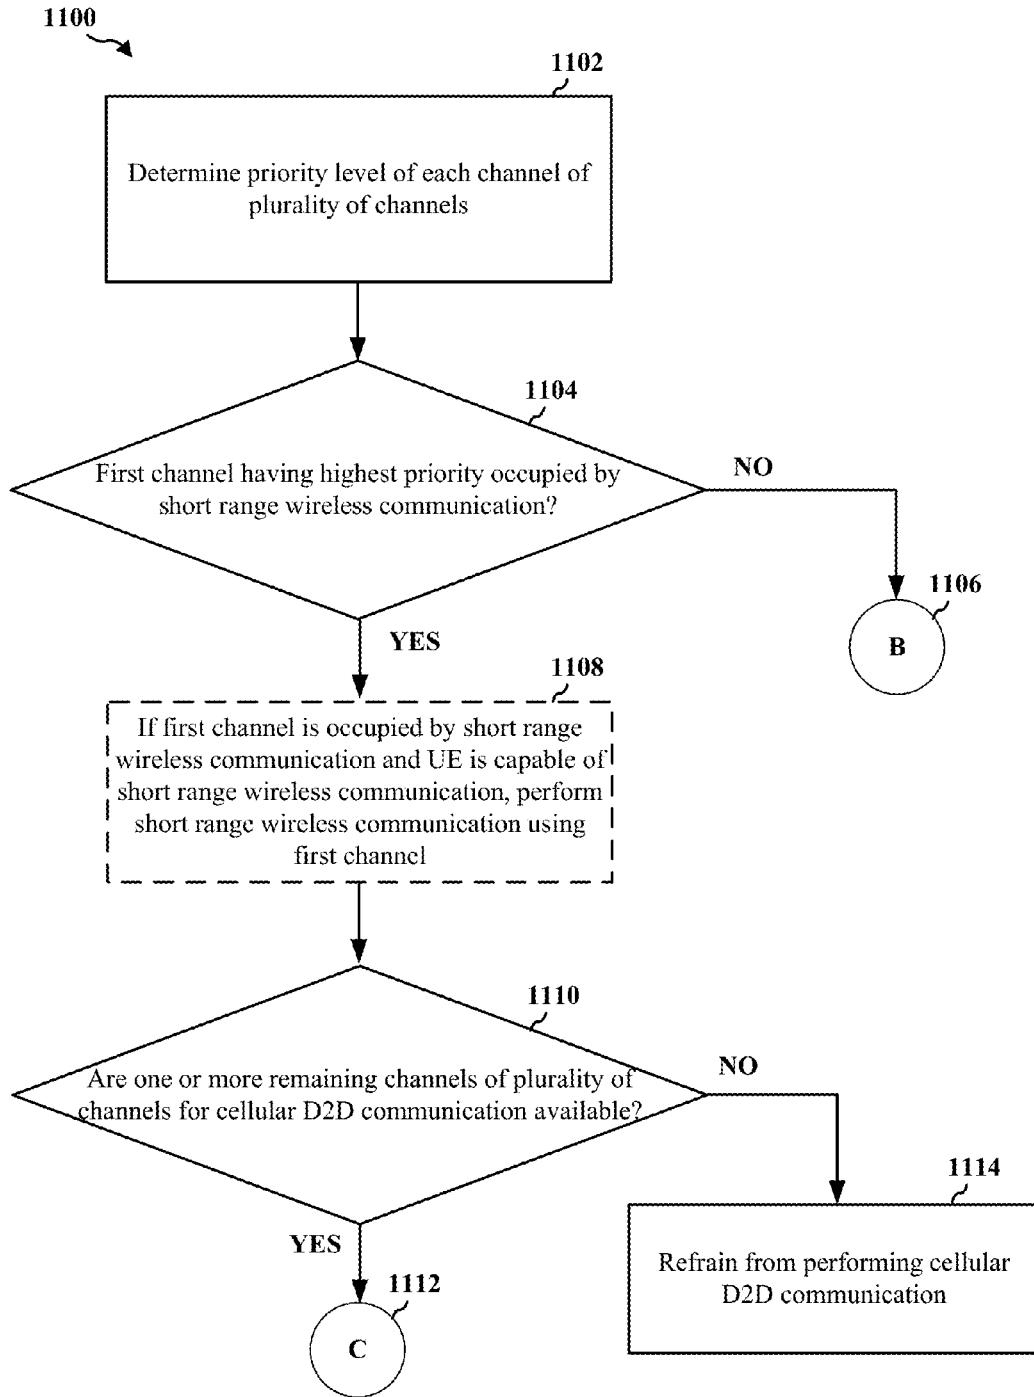 1100
1102
Determine priority level of each channel of
plurality of channels
1104
First channel having highest priority occupied by
short range wireless communication?
NO
1106
B
YES
1108
If first channel is occupied by short range
wireless communication and UE is capable of
short range wireless communication, perform
short range wireless communication using
first channel
1110
Are one or more remaining channels of plurality of
channels for cellular D2D communication available?
NO
1114
Refrain from performing cellular
D2D communication
YES
1112
C